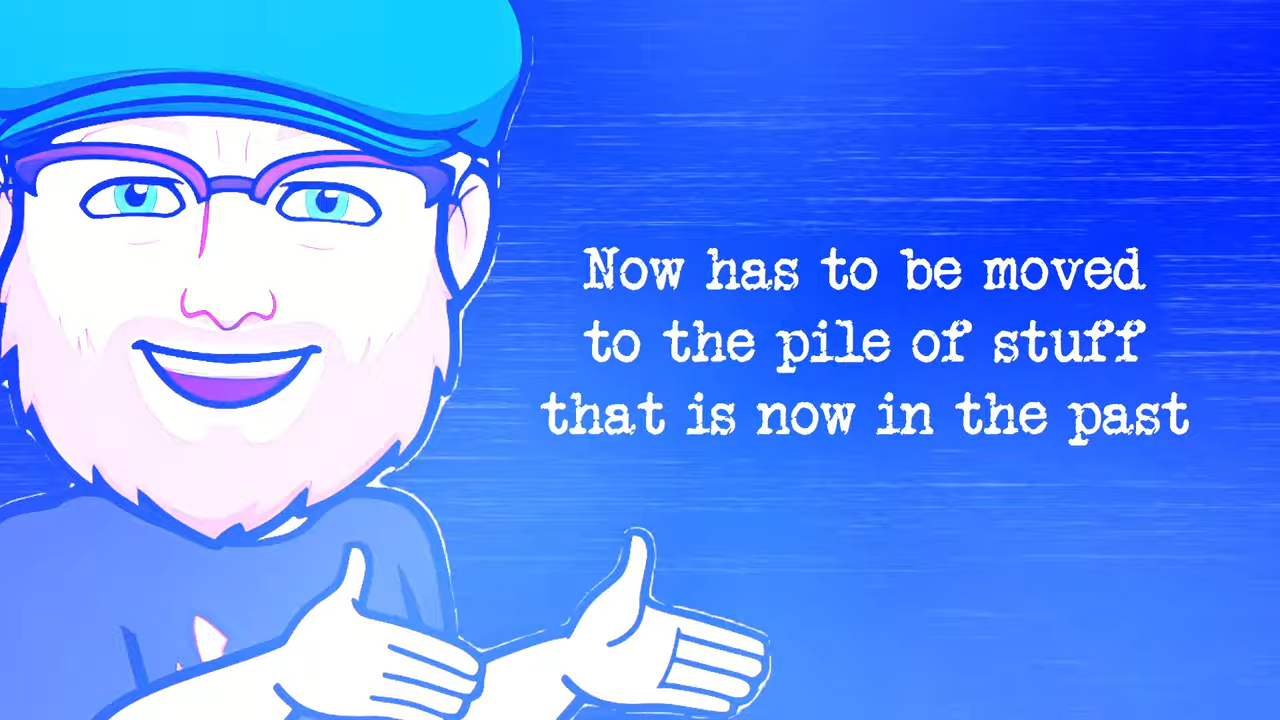 Now has to be moved
to the pile of stuff
that is now in the past